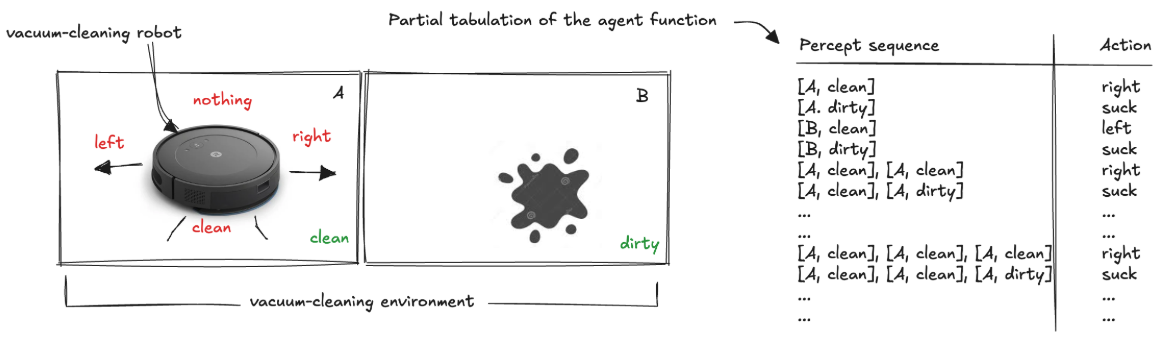 Partial tabulation of the agent function
vacuum-cleaning robot
A
nothing
left
right
clean
clean
B
dirty
vacuum-cleaning environment
Percept sequence Action
[A, clean] right
[A. dirty] suck
[B, clean] left
[B, dirty] suck
[A, clean], [A, clean] right
[A, clean], [A, dirty] suck
... ...
... ...
[A, clean], [A, clean], [A, clean] right
[A, clean], [A, clean], [A, dirty] suck
... ...
... ...